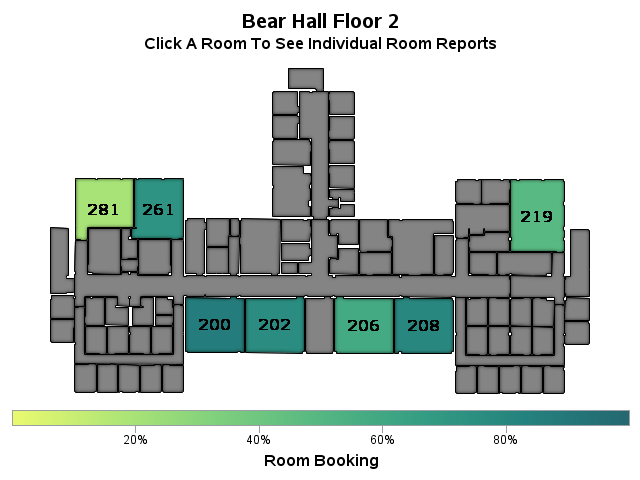 Bear Hall Floor 2
Click A Room To See Individual Room Reports
281 261 219
200 202 206 208
20% 40% 60% 80%
Room Booking